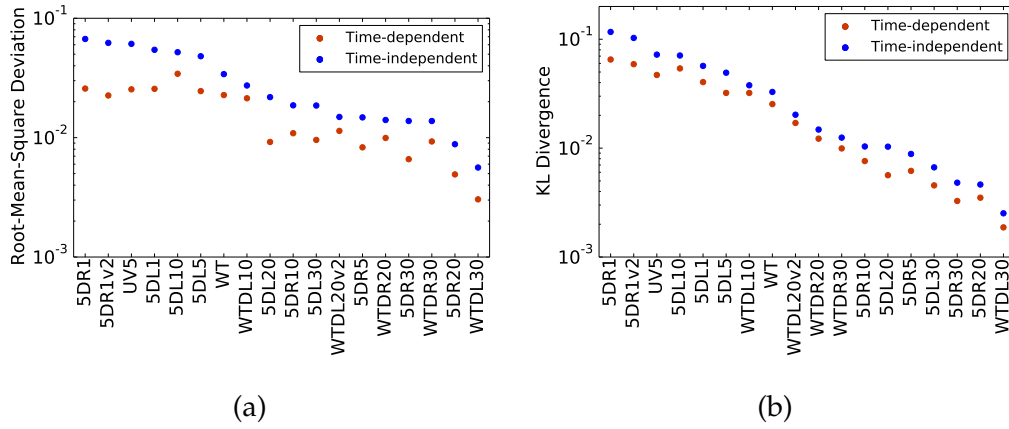 10⁻¹
10⁻²
10⁻³
Root-Mean-Square Deviation
Time-dependent
Time-independent
5DR1
5DR1v2
UV5
5DL1
5DL10
5DL5
WT
WTDL10
5DL20
5DR10
5DL30
WTDL20v2
5DR5
WTDR20
5DR30
WTDR30
5DR20
WTDL30
(a)
10⁻¹
10⁻²
10⁻³
KL Divergence
Time-dependent
Time-independent
5DR1
5DR1v2
UV5
5DL10
5DL1
5DL5
WTDL10
WT
WTDL20v2
WTDR20
WTDR30
5DR10
5DL20
5DR5
5DL30
5DR30
5DR20
WTDL30
(b)